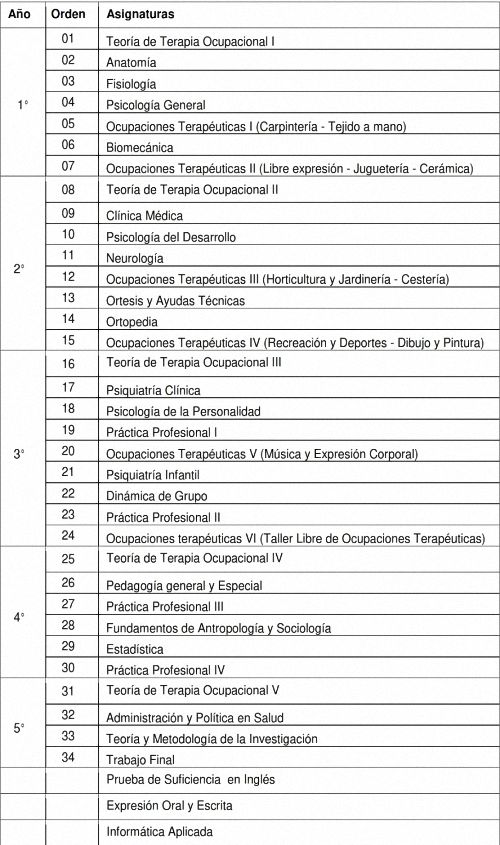 Año Orden Asignaturas
1° 01 Teoría de Terapia Ocupacional I
02 Anatomía
03 Fisiología
04 Psicología General
05 Ocupaciones Terapéuticas I (Carpintería - Tejido a mano)
06 Biomecánica
07 Ocupaciones Terapéuticas II (Libre expresión - Juguetería - Cerámica)
2° 08 Teoría de Terapia Ocupacional II
09 Clínica Médica
10 Psicología del Desarrollo
11 Neurología
12 Ocupaciones Terapéuticas III (Horticultura y Jardinería - Cestería)
13 Ortesis y Ayudas Técnicas
14 Ortopedia
15 Ocupaciones Terapéuticas IV (Recreación y Deportes - Dibujo y Pintura)
3° 16 Teoría de Terapia Ocupacional III
17 Psiquiatría Clínica
18 Psicología de la Personalidad
19 Práctica Profesional I
20 Ocupaciones Terapéuticas V (Música y Expresión Corporal)
21 Psiquiatría Infantil
22 Dinámica de Grupo
23 Práctica Profesional II
24 Ocupaciones terapéuticas VI (Taller Libre de Ocupaciones Terapéuticas)
4° 25 Teoría de Terapia Ocupacional IV
26 Pedagogía general y Especial
27 Práctica Profesional III
28 Fundamentos de Antropología y Sociología
29 Estadística
30 Práctica Profesional IV
5° 31 Teoría de Terapia Ocupacional V
32 Administración y Política en Salud
33 Teoría y Metodología de la Investigación
34 Trabajo Final
Prueba de Suficiencia en Inglés
Expresión Oral y Escrita
Informática Aplicada